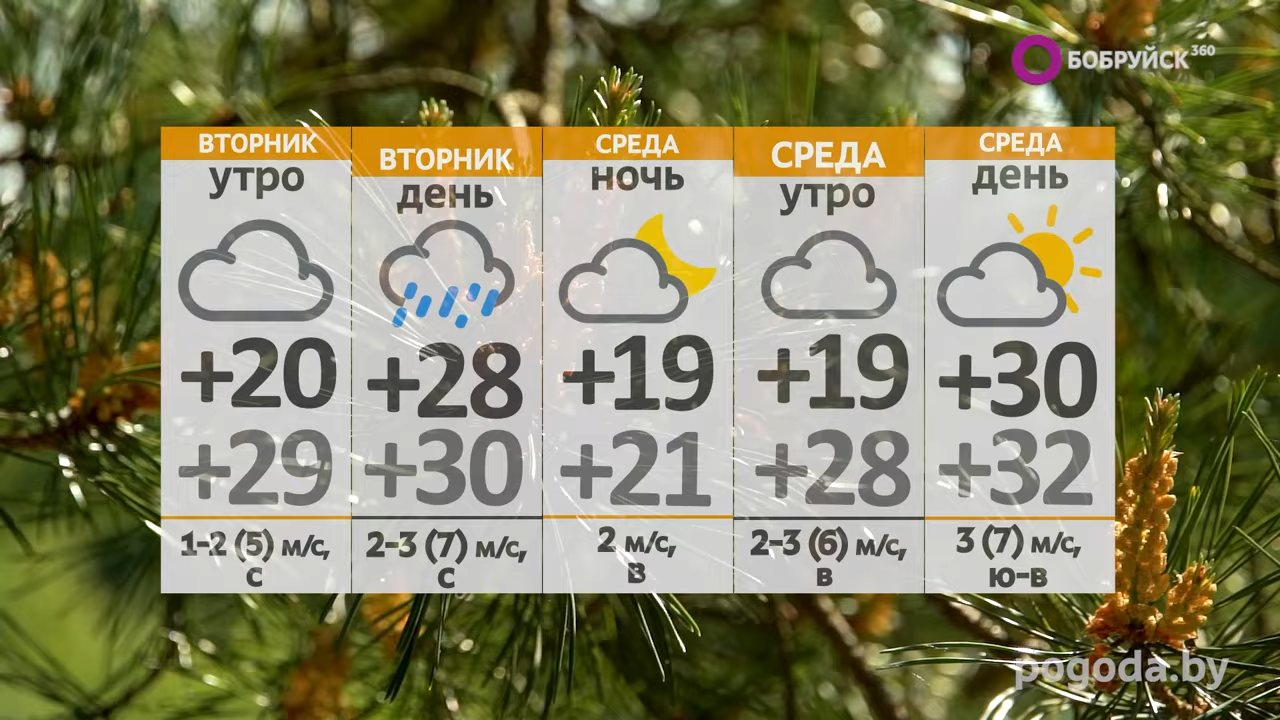 БОБРУЙСК360
ВТОРНИК
утро
+20
+29
1-2 (5) м/с,
С
ВТОРНИК
день
+28
+30
2-3 (7) м/с,
С
СРЕДА
ночь
+19
+21
2 м/с,
В
СРЕДА
утро
+19
+28
2-3 (6) м/с,
В
СРЕДА
день
+30
+32
3 (7) м/с,
Ю-В
pogoda.by